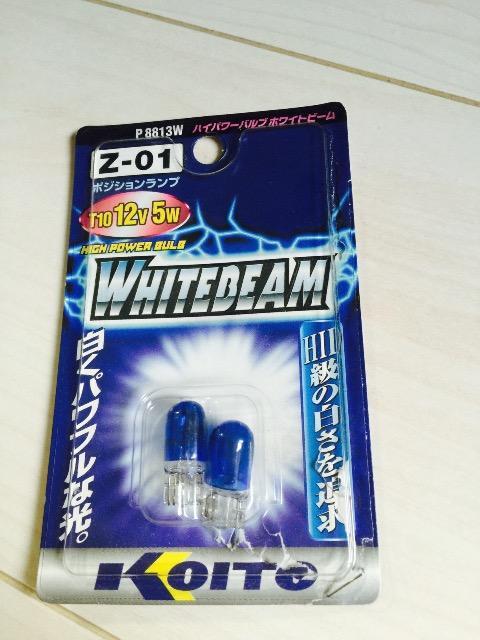 P8813W ハイパワーバルブ ホワイトビーム
Z-01
ポジションランプ
T10 12V 5W
HIGH POWER BULB
WHITEBEAM
白くパワフルな光。
HID級の白さを追求
KOITO